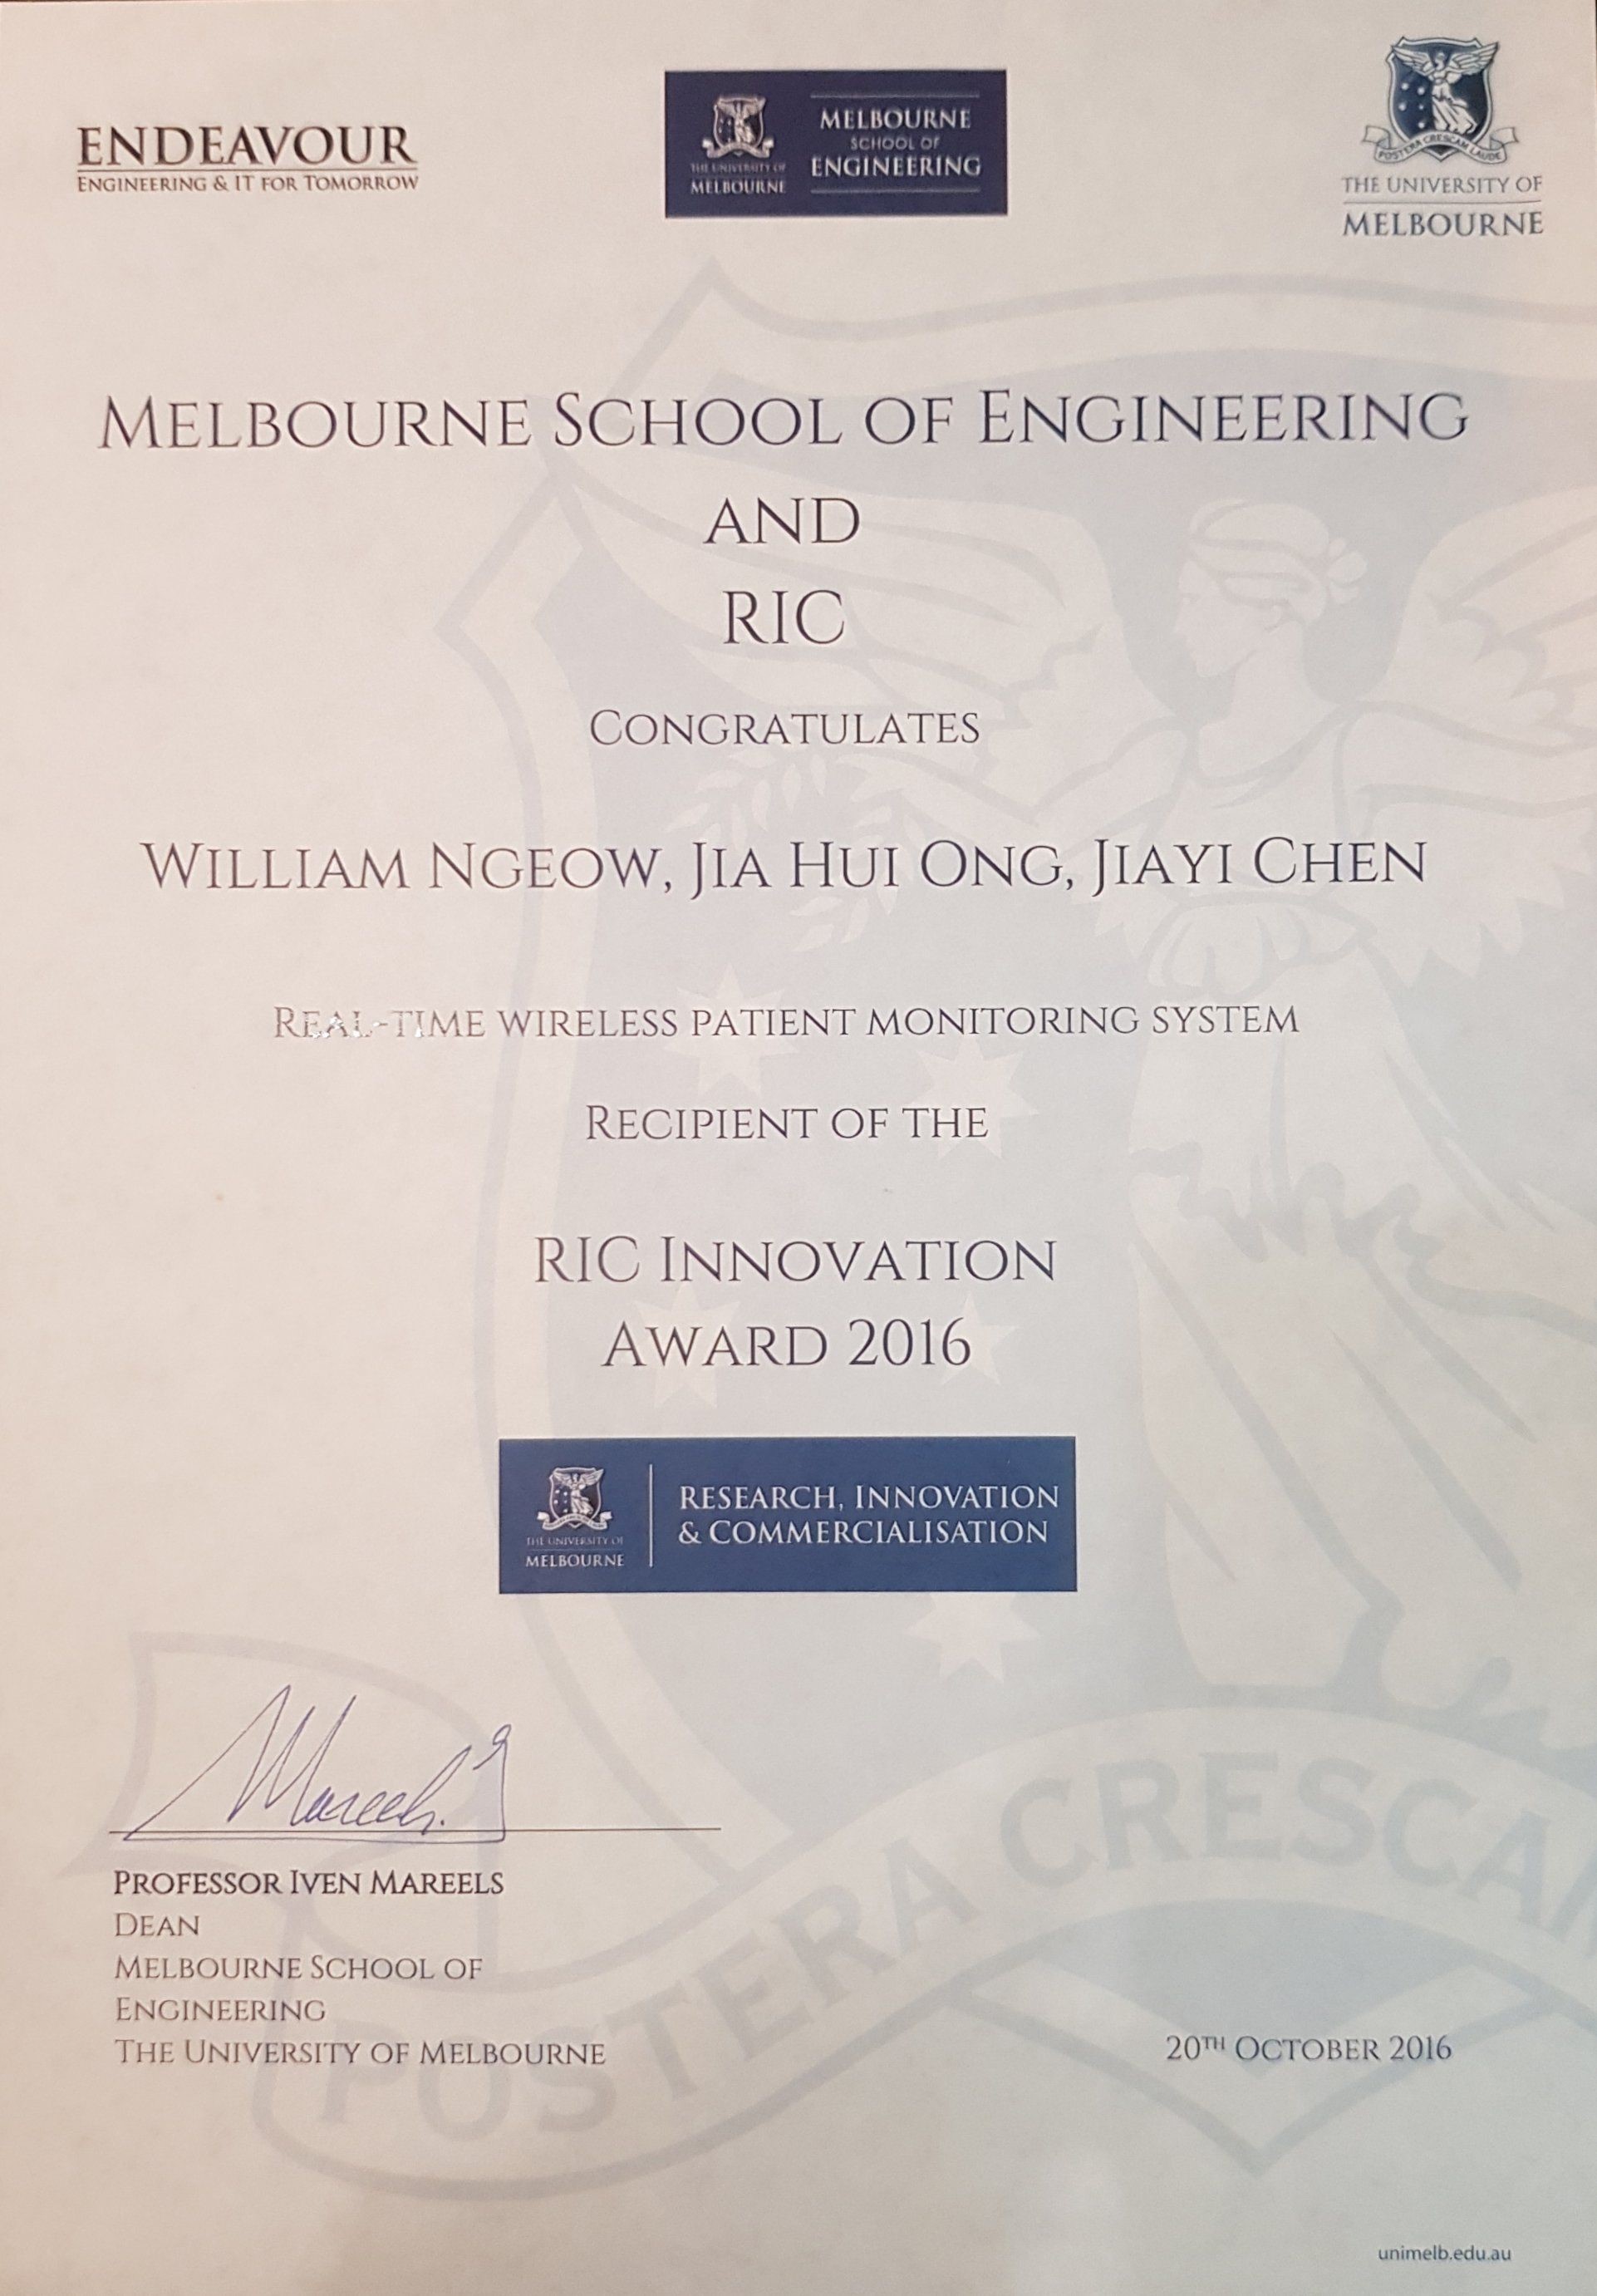 ENDEAVOUR
ENGINEERING & IT FOR TOMORROW
THE UNIVERSITY OF
MELBOURNE
MELBOURNE
SCHOOL OF
ENGINEERING
POSTERA CRESCAM LAUDE
THE UNIVERSITY OF
MELBOURNE
MELBOURNE SCHOOL OF ENGINEERING
AND
RIC
CONGRATULATES
WILLIAM NGEOW, JIA HUI ONG, JIAYI CHEN
REAL-TIME WIRELESS PATIENT MONITORING SYSTEM
RECIPIENT OF THE
RIC INNOVATION
AWARD 2016
THE UNIVERSITY OF
MELBOURNE
RESEARCH, INNOVATION
& COMMERCIALISATION
Mareels
PROFESSOR IVEN MAREELS
DEAN
MELBOURNE SCHOOL OF
ENGINEERING
THE UNIVERSITY OF MELBOURNE
20TH OCTOBER 2016
POSTERA CRESCA
unimelb.edu.au